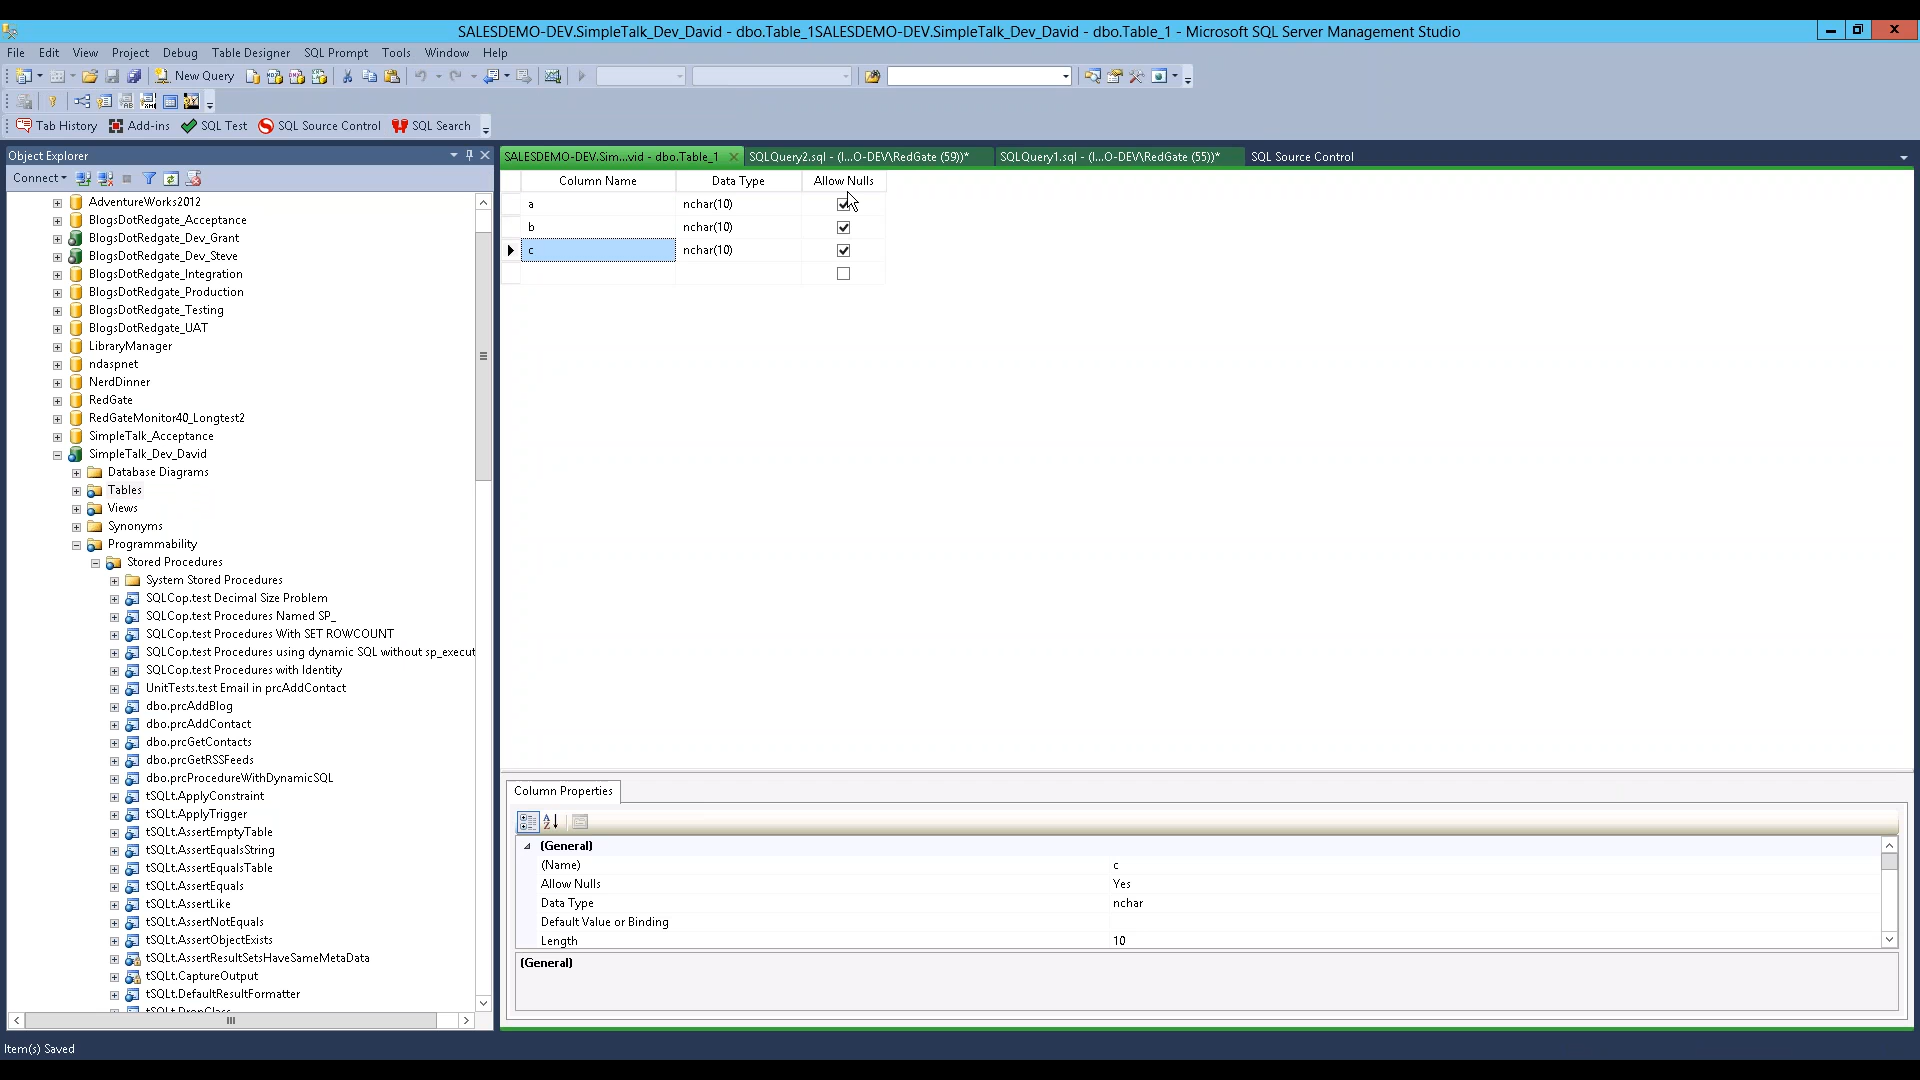 SALESDEMO-DEV.SimpleTalk_Dev_David - dbo.Table_1SALESDEMO-DEV.SimpleTalk_Dev_David - dbo.Table_1 - Microsoft SQL Server Management Studio
File Edit View Project Debug Table Designer SQL Prompt Tools Window Help
New Query
Tab History Add-ins SQL Test SQL Source Control SQL Search
Object Explorer
Connect
AdventureWorks2012
BlogsDotRedgate_Acceptance
BlogsDotRedgate_Dev_Grant
BlogsDotRedgate_Dev_Steve
BlogsDotRedgate_Integration
BlogsDotRedgate_Production
BlogsDotRedgate_Testing
BlogsDotRedgate_UAT
LibraryManager
ndaspnet
NerdDinner
RedGate
RedGateMonitor40_Longtest2
SimpleTalk_Acceptance
SimpleTalk_Dev_David
Database Diagrams
Tables
Views
Synonyms
Programmability
Stored Procedures
System Stored Procedures
SQLCop.test Decimal Size Problem
SQLCop.test Procedures Named SP_
SQLCop.test Procedures With SET ROWCOUNT
SQLCop.test Procedures using dynamic SQL without sp_execut
SQLCop.test Procedures with Identity
UnitTests.test Email in prcAddContact
dbo.prcAddBlog
dbo.prcAddContact
dbo.prcGetContacts
dbo.prcGetRSSFeeds
dbo.prcProcedureWithDynamicSQL
tSQLt.ApplyConstraint
tSQLt.ApplyTrigger
tSQLt.AssertEmptyTable
tSQLt.AssertEqualsString
tSQLt.AssertEqualsTable
tSQLt.AssertEquals
tSQLt.AssertLike
tSQLt.AssertNotEquals
tSQLt.AssertObjectExists
tSQLt.AssertResultSetsHaveSameMetaData
tSQLt.CaptureOutput
tSQLt.DefaultResultFormatter
tSQLt.DropClass
SALESDEMO-DEV.Sim...vid - dbo.Table_1 SQLQuery2.sql - (l...O-DEV\RedGate (59))* SQLQuery1.sql - (l...O-DEV\RedGate (55))* SQL Source Control
Column Name Data Type Allow Nulls
a nchar(10)
b nchar(10)
c nchar(10)
Column Properties
(General)
(Name) c
Allow Nulls Yes
Data Type nchar
Default Value or Binding
Length 10
(General)
Item(s) Saved